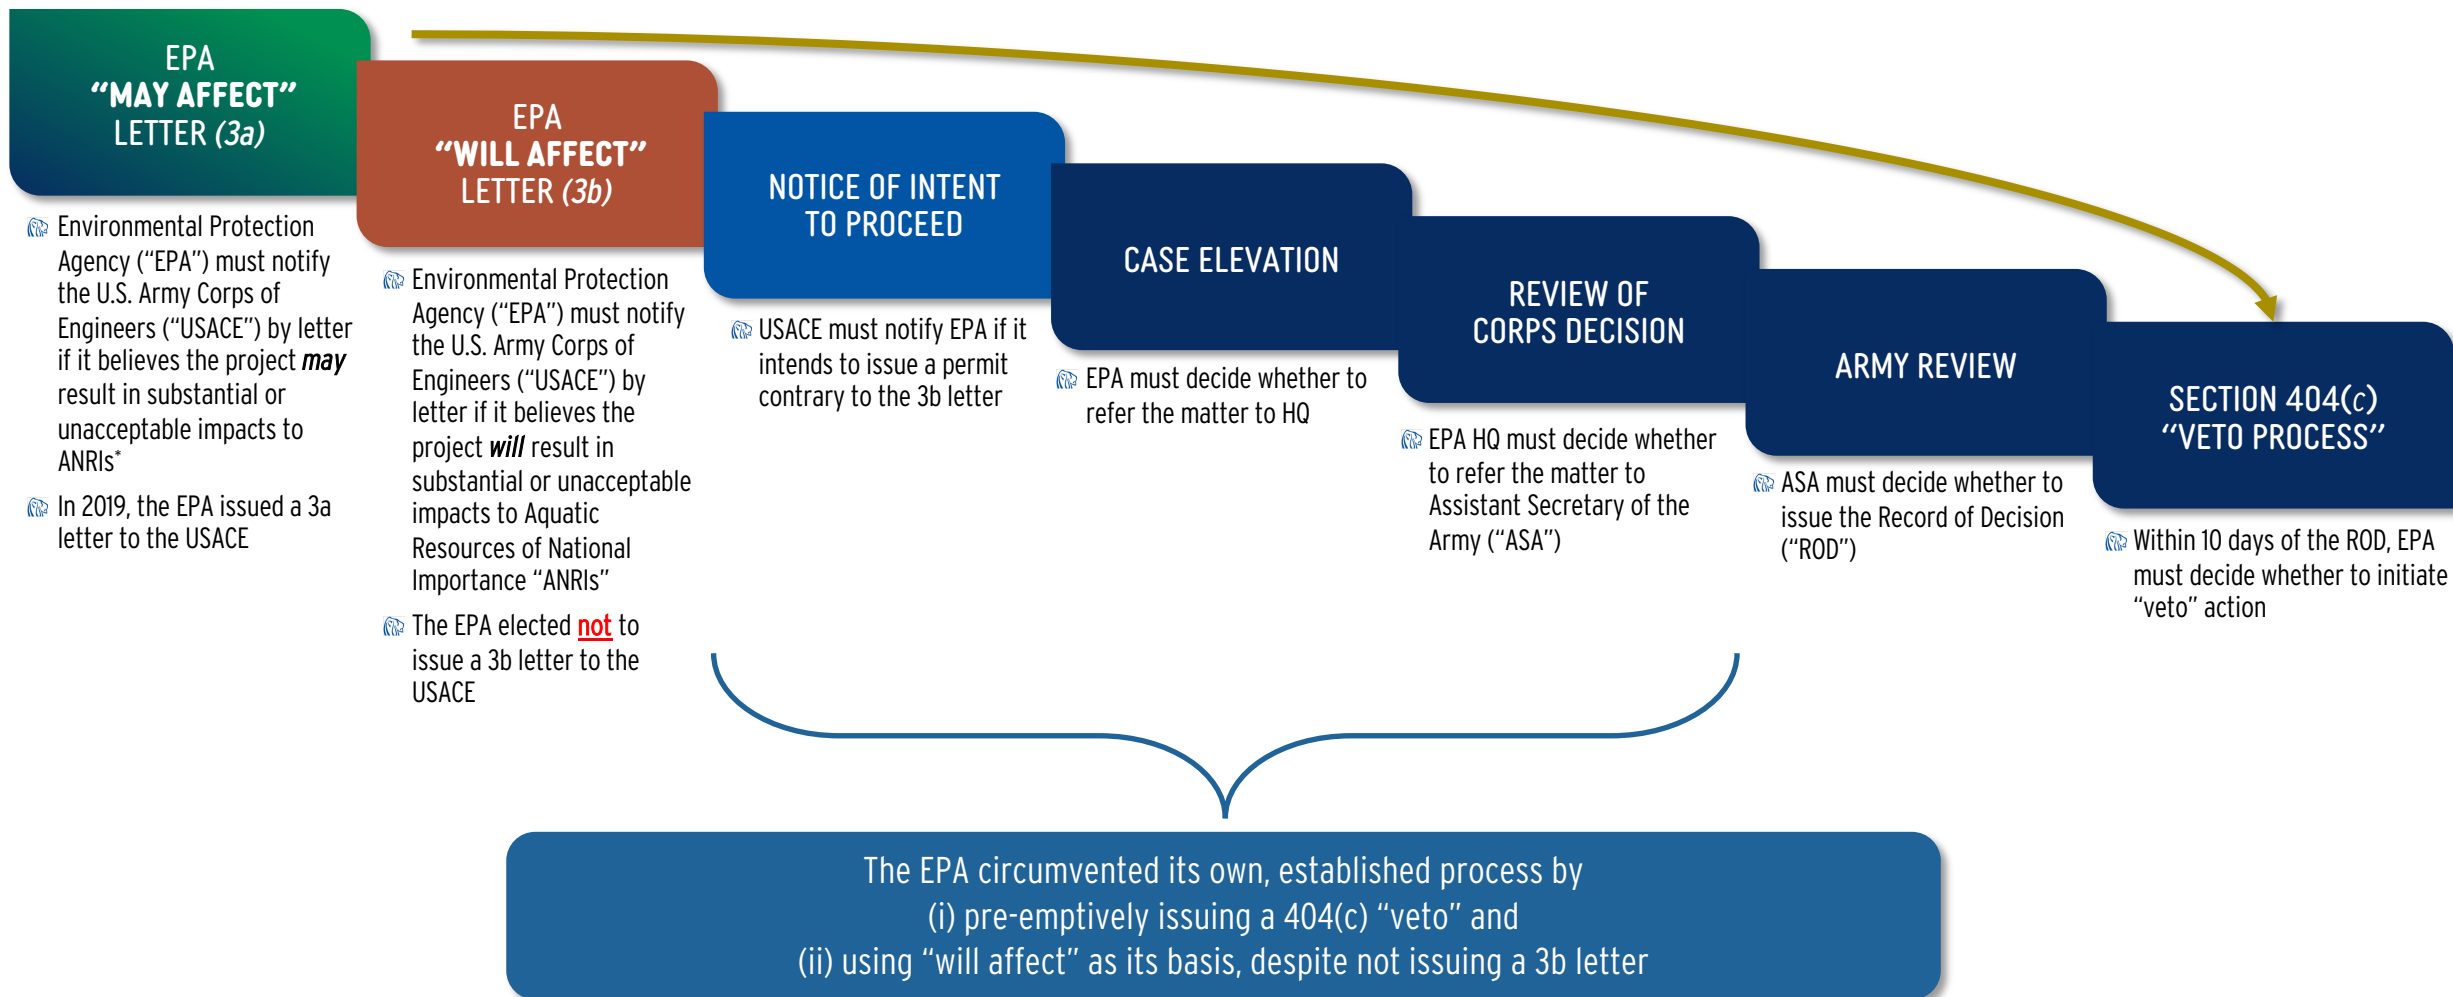 EPA
“MAY AFFECT”
LETTER (3a)
Environmental Protection
Agency (“EPA”) must notify
the U.S. Army Corps of
Engineers (“USACE”) by letter
if it believes the project may
result in substantial or
unacceptable impacts to
ANRIs*
In 2019, the EPA issued a 3a
letter to the USACE
EPA
“WILL AFFECT”
LETTER (3b)
Environmental Protection
Agency (“EPA”) must notify
the U.S. Army Corps of
Engineers (“USACE”) by
letter if it believes the
project will result in
substantial or unacceptable
impacts to Aquatic
Resources of National
Importance “ANRIs”
The EPA elected not to
issue a 3b letter to the
USACE
NOTICE OF INTENT
TO PROCEED
USACE must notify EPA if it
intends to issue a permit
contrary to the 3b letter
CASE ELEVATION
EPA must decide whether to
refer the matter to HQ
REVIEW OF
CORPS DECISION
EPA HQ must decide whether
to refer the matter to
Assistant Secretary of the
Army (“ASA”)
ARMY REVIEW
ASA must decide whether to
issue the Record of Decision
(“ROD”)
SECTION 404(c)
“VETO PROCESS”
Within 10 days of the ROD, EPA
must decide whether to initiate
“veto” action
The EPA circumvented its own, established process by
(i) pre-emptively issuing a 404(c) “veto” and
(ii) using “will affect” as its basis, despite not issuing a 3b letter